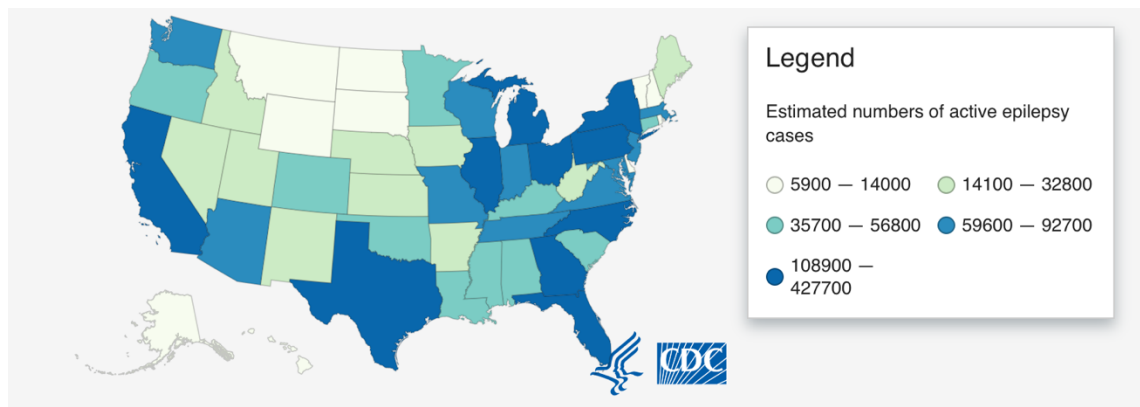 Legend
Estimated numbers of active epilepsy
cases
5900 — 14000
14100 — 32800
35700 — 56800
59600 — 92700
108900 —
427700
CDC